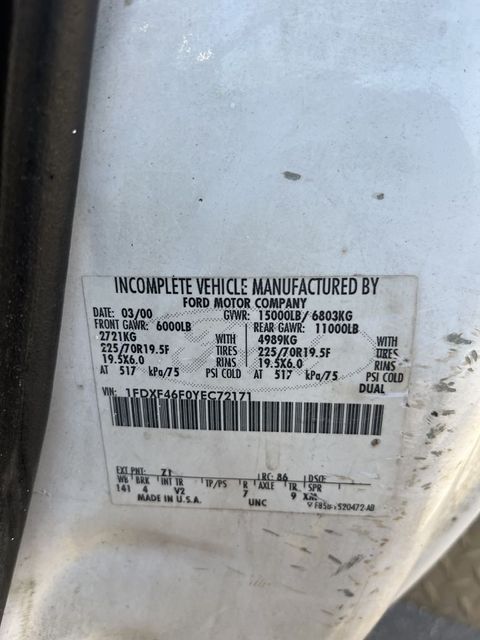 INCOMPLETE VEHICLE MANUFACTURED BY
FORD MOTOR COMPANY
DATE: 03/00 GVWR: 15000LB/ 6803KG
FRONT GAWR: 6000LB REAR GAWR: 11000LB
2721KG WITH 4989KG WITH
225/70R19.5F TIRES 225/70R19.5F TIRES
19.5X6.0 RIMS 19.5X6.0 RIMS
AT 517 kPa/75 PSI COLD AT 517 kPa/75 PSI COLD
DUAL
VIN: 1FDXF46F0YEC72171
EXT PNT: Z1 RC: 86 DSO:
WB BRK INT TR TP/PS R AXLE TR SPR
141 4 V2 7 9
MADE IN U.S.A. UNC